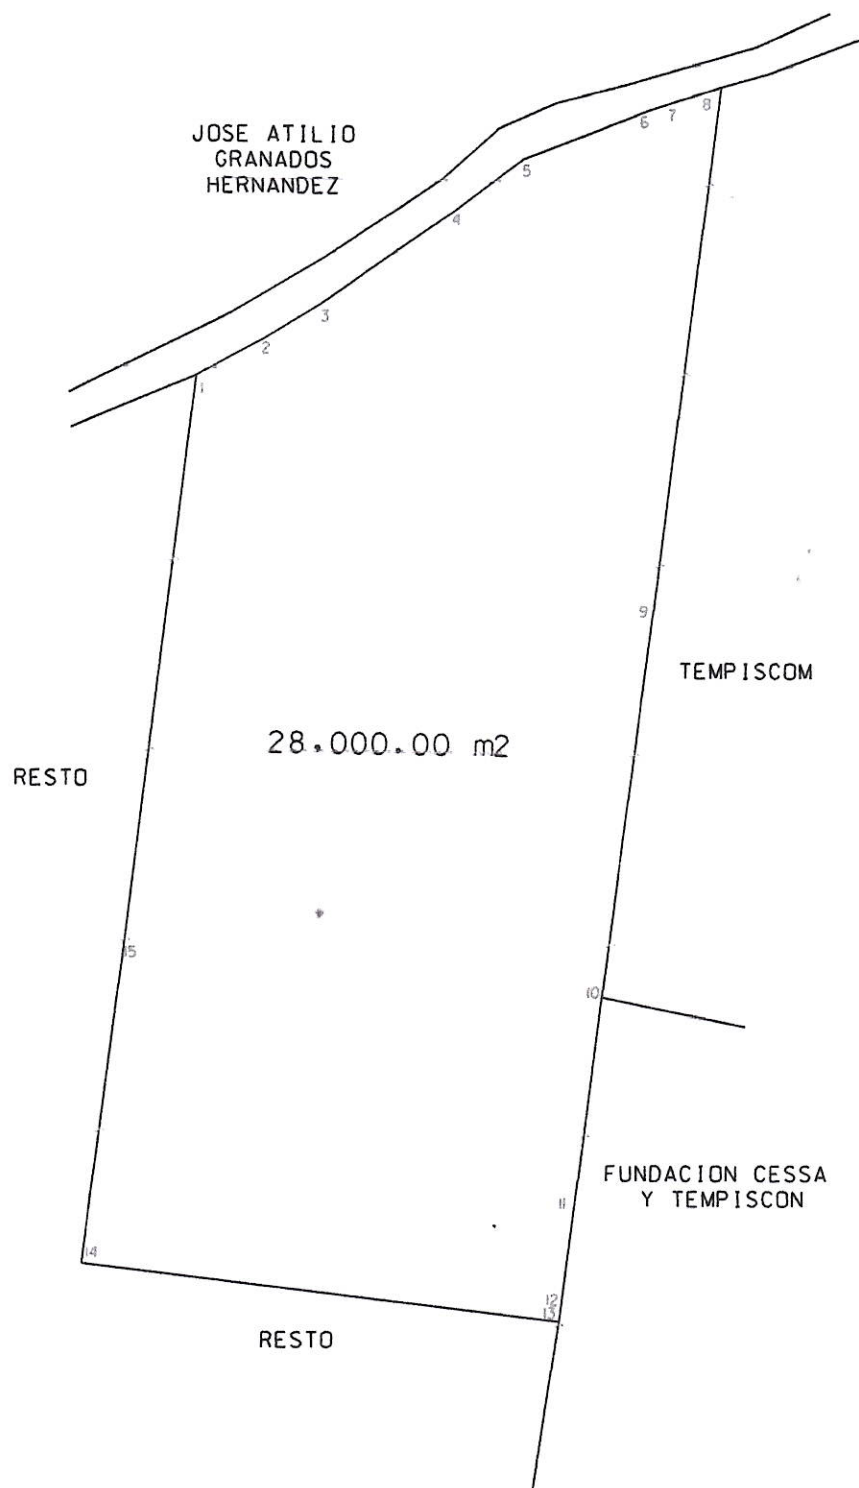 JOSE ATILIO
GRANADOS
HERNANDEZ
8
7
6
5
4
3
2
1
9
TEMPISCOM
28,000.00 m2
RESTO
15
10
FUNDACION CESSA
Y TEMPISCON
11
14
12
13
RESTO